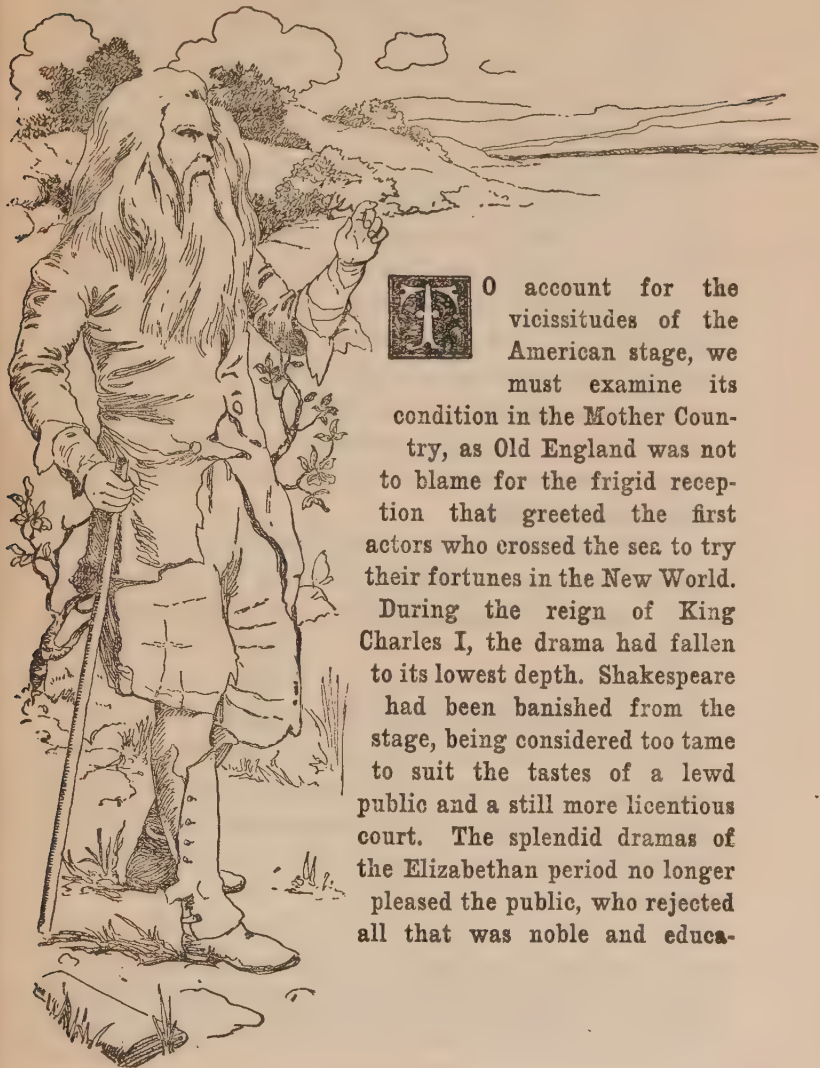 TO account for the
vicissitudes of the
American stage, we
must examine its
condition in the Mother Coun-
try, as Old England was not
to blame for the frigid recep-
tion that greeted the first
actors who crossed the sea to try
their fortunes in the New World.
During the reign of King
Charles I, the drama had fallen
to its lowest depth. Shakespeare
had been banished from the
stage, being considered too tame
to suit the tastes of a lewd
public and a still more licentious
court. The splendid dramas of
the Elizabethan period no longer
pleased the public, who rejected
all that was noble and educa-